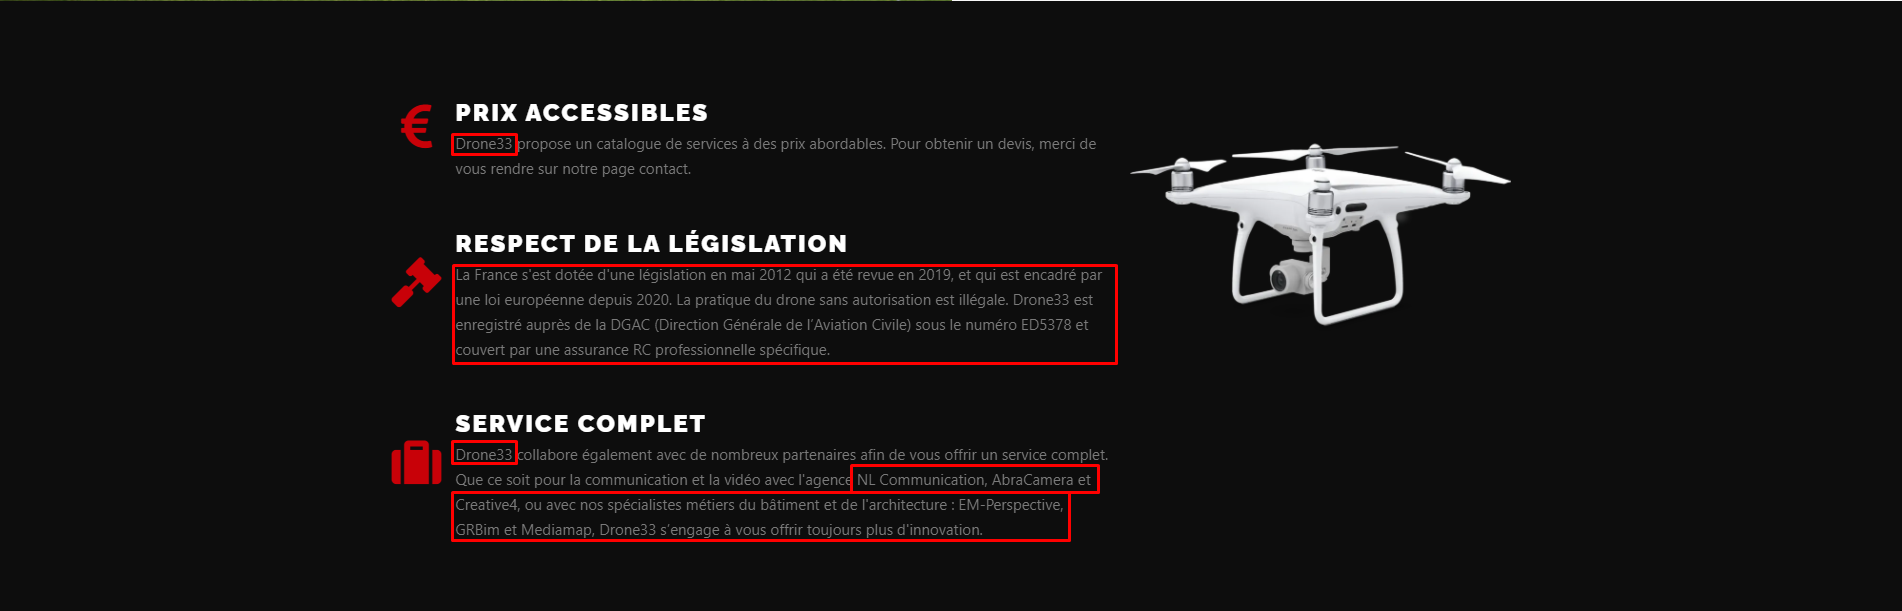 PRIX ACCESSIBLES
Drone33 propose un catalogue de services à des prix abordables. Pour obtenir un devis, merci de
vous rendre sur notre page contact.
RESPECT DE LA LÉGISLATION
La France s'est dotée d'une législation en mai 2012 qui a été revue en 2019, et qui est encadré par
une loi européenne depuis 2020. La pratique du drone sans autorisation est illégale. Drone33 est
enregistré auprès de la DGAC (Direction Générale de l'Aviation Civile) sous le numéro ED5378 et
couvert par une assurance RC professionnelle spécifique.
SERVICE COMPLET
Drone33 collabore également avec de nombreux partenaires afin de vous offrir un service complet.
Que ce soit pour la communication et la vidéo avec l'agence NL Communication, AbraCamera et
Creative4, ou avec nos spécialistes métiers du bâtiment et de l'architecture : EM-Perspective,
GRBim et Mediamap, Drone33 s'engage à vous offrir toujours plus d'innovation.